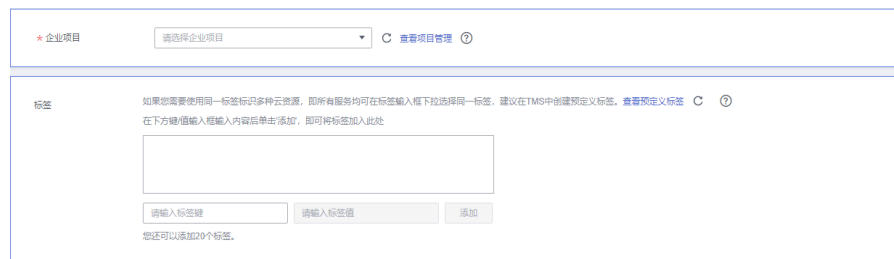 * 企业项目 请选择企业项目 查看项目管理 ?
标签 如果您需要使用同一标签标识多种云资源，即所有服务均可在标签输入框下拉选择同一标签，建议在TMS中创建预定义标签。查看预定义标签 ?
在下方键/值输入框输入内容后单击'添加'，即可将标签加入此处
请输入标签键 请输入标签值 添加
您还可以添加20个标签。